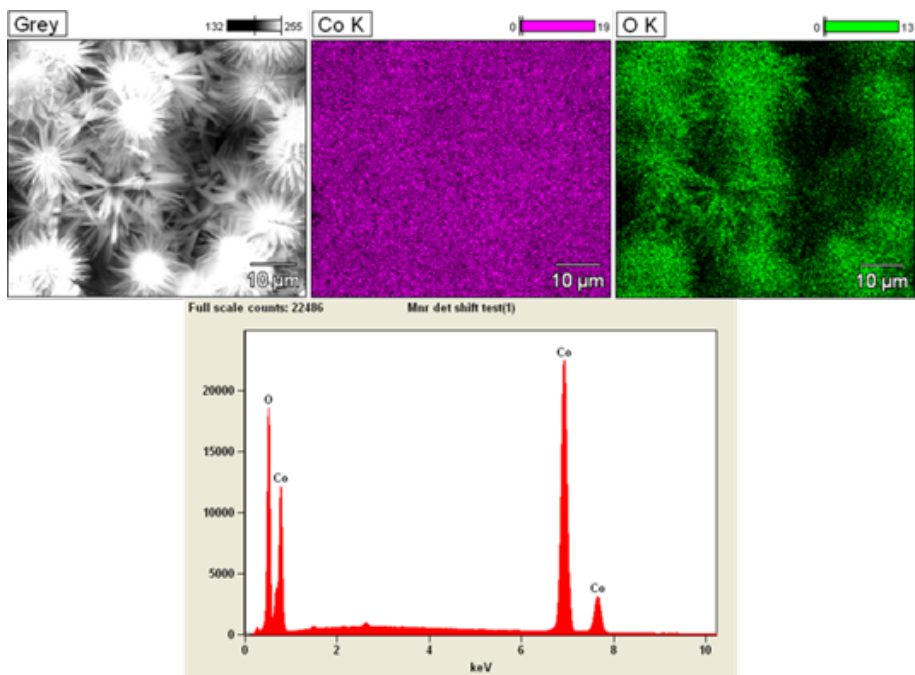 Grey
132 255
Co K
0 19
O K
0 13
10 µm
10 µm
10 µm
Full scale counts: 22486 Mnr det shift test(1)
Co
20000
O
15000
Co
10000
5000
Co
0
0 2 4 6 8 10
keV